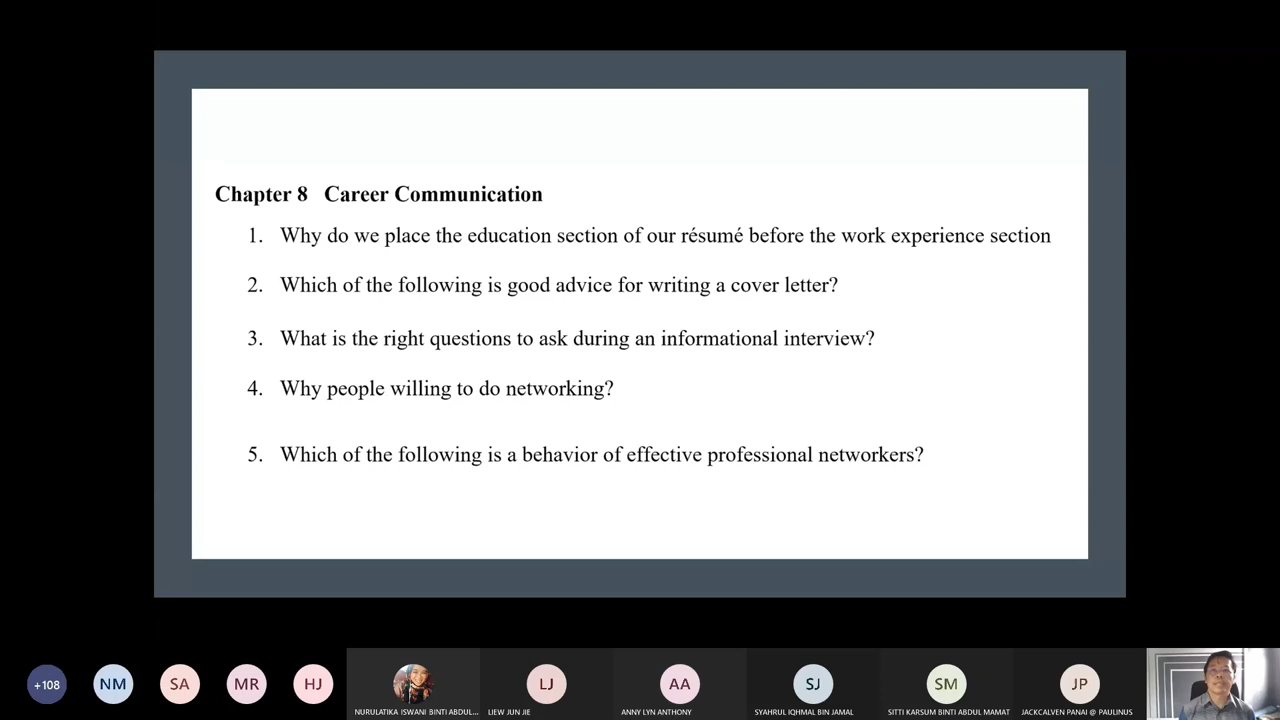 Chapter 8 Career Communication
1. Why do we place the education section of our résumé before the work experience section
2. Which of the following is good advice for writing a cover letter?
3. What is the right questions to ask during an informational interview?
4. Why people willing to do networking?
5. Which of the following is a behavior of effective professional networkers?
+108
NM
SA
MR
HJ
LJ
AA
SJ
SM
JP
NURULATIKA ISWANI BINTI ABDUL...
LIEW JUN JIE
ANNY LYN ANTHONY
SYAHRUL IQHMAL BIN JAMAL
SITTI KARSUM BINTI ABDUL MAMAT
JACKCALVEN PANAI @ PAULINUS